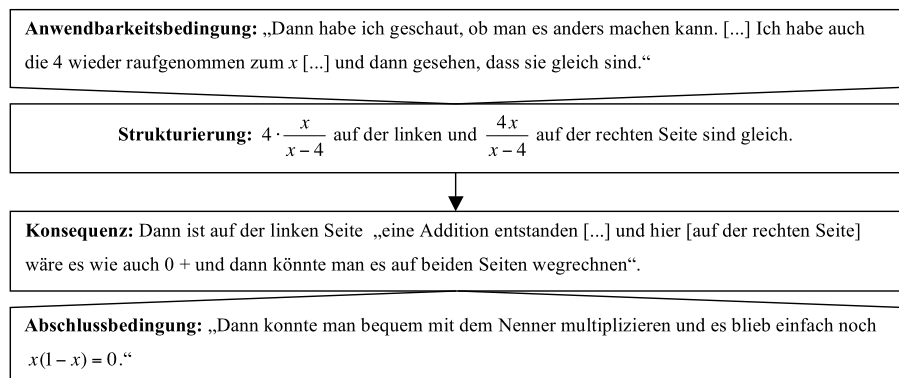 Anwendbarkeitsbedingung: „Dann habe ich geschaut, ob man es anders machen kann. [...] Ich habe auch
die 4 wieder raufgenommen zum x [...] und dann gesehen, dass sie gleich sind.“
Strukturierung: 4 · x/(x − 4) auf der linken und 4x/(x − 4) auf der rechten Seite sind gleich.
Konsequenz: Dann ist auf der linken Seite „eine Addition entstanden [...] und hier [auf der rechten Seite]
wäre es wie auch 0 + und dann könnte man es auf beiden Seiten wegrechnen“.
Abschlussbedingung: „Dann konnte man bequem mit dem Nenner multiplizieren und es blieb einfach noch
x(1 − x) = 0.“